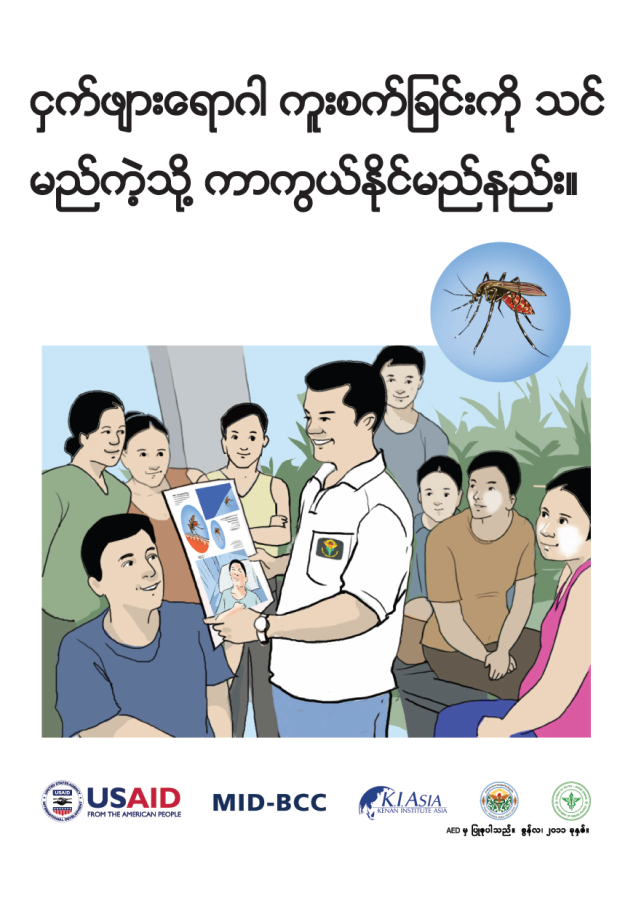 ငှက်ဖျားရောဂါ ကူးစက်ခြင်းကို သင်
မည်ကဲ့သို့ ကာကွယ်နိုင်မည်နည်း။
USAID
USAID
FROM THE AMERICAN PEOPLE
MID-BCC
K.I.ASIA
KENAN INSTITUTE ASIA
AED မှ ပြုစုပါသည်။ ဇွန်လ၊ ၂၀၁၁ ခုနှစ်။